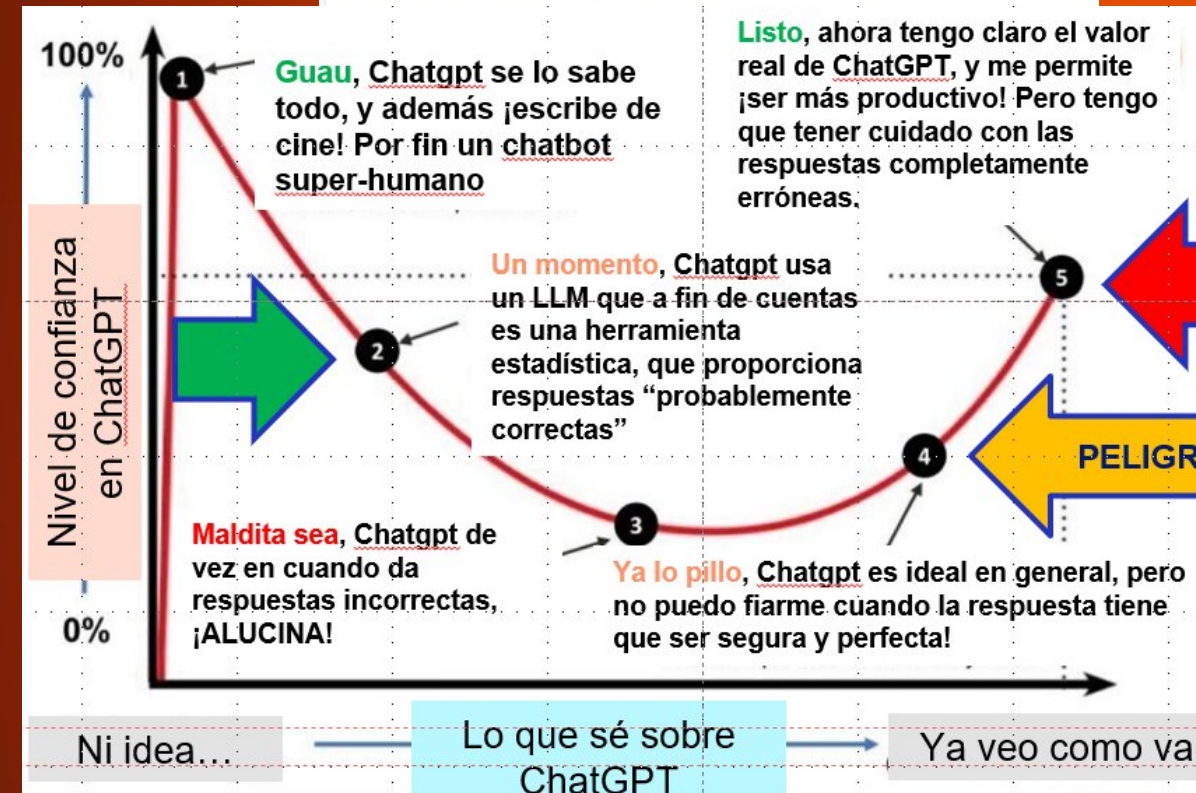 100%
1
Guau, Chatgpt se lo sabe
todo, y además ¡escribe de
cine! Por fin un chatbot
super-humano
Listo, ahora tengo claro el valor
real de ChatGPT, y me permite
¡ser más productivo! Pero tengo
que tener cuidado con las
respuestas completamente
erróneas.
Nivel de confianza
en ChatGPT
Un momento, Chatgpt usa
un LLM que a fin de cuentas
es una herramienta
estadística, que proporciona
respuestas “probablemente
correctas”
5
2
4
PELIGR
3
Maldita sea, Chatgpt de
vez en cuando da
respuestas incorrectas,
¡ALUCINA!
Ya lo pillo, Chatgpt es ideal en general, pero
no puedo fiarme cuando la respuesta tiene
que ser segura y perfecta!
0%
Ni idea...
Lo que sé sobre
ChatGPT
Ya veo como va